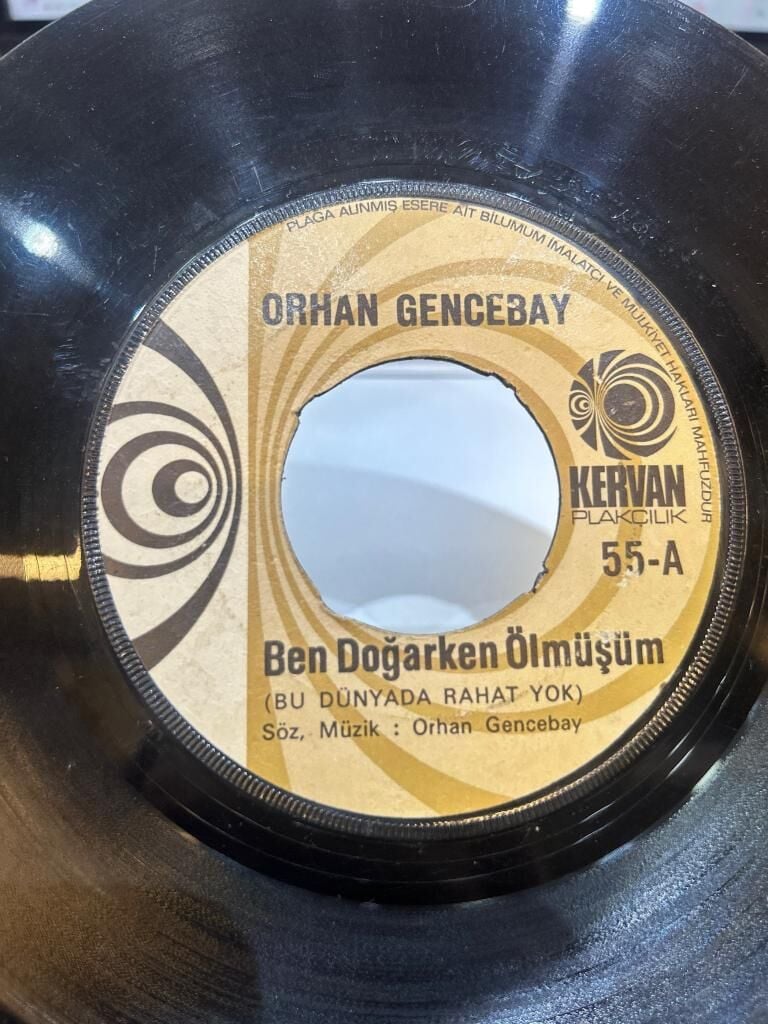 PLAĞA ALINMIŞ ESERE AİT BİLUMUM İMALATÇI VE MÜLKİYET HAKLARI MAHFUZDUR
ORHAN GENCEBAY
KERVAN
PLAKÇILIK
55-A
Ben Doğarken Ölmüşüm
(BU DÜNYADA RAHAT YOK)
Söz, Müzik : Orhan Gencebay